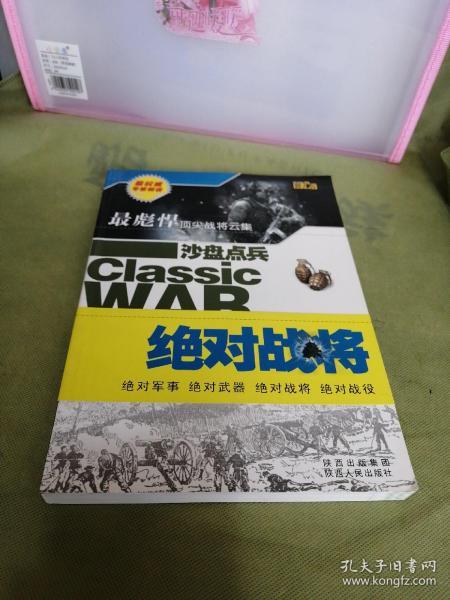 最彪悍 顶尖战将云集
沙盘点兵
Classic
WAR
绝对战将
绝对军事 绝对武器 绝对战将 绝对战役
陕西出版集团
陕西人民出版社
孔夫子旧书网
www.kongfz.com